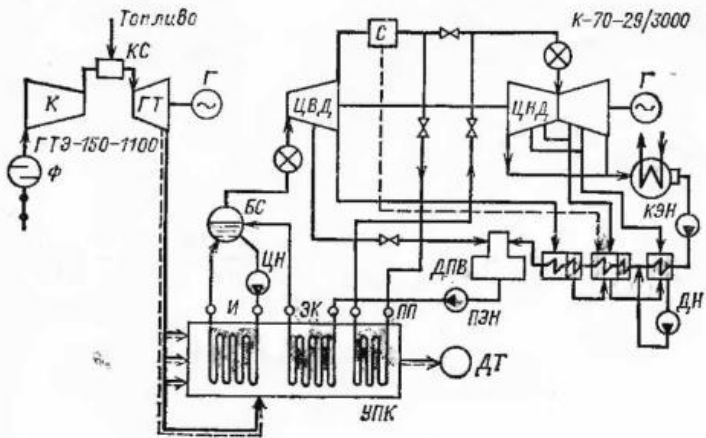 Топливо
КС
К
ГТ
Г
ГТЭ-150-1100
Ф
С
К-70-29/3000
ЦВД
ЦНД
Г
БС
ЦН
КЭН
ДПВ
ПЭН
ДН
И
ЭК
ПП
ДТ
УПК